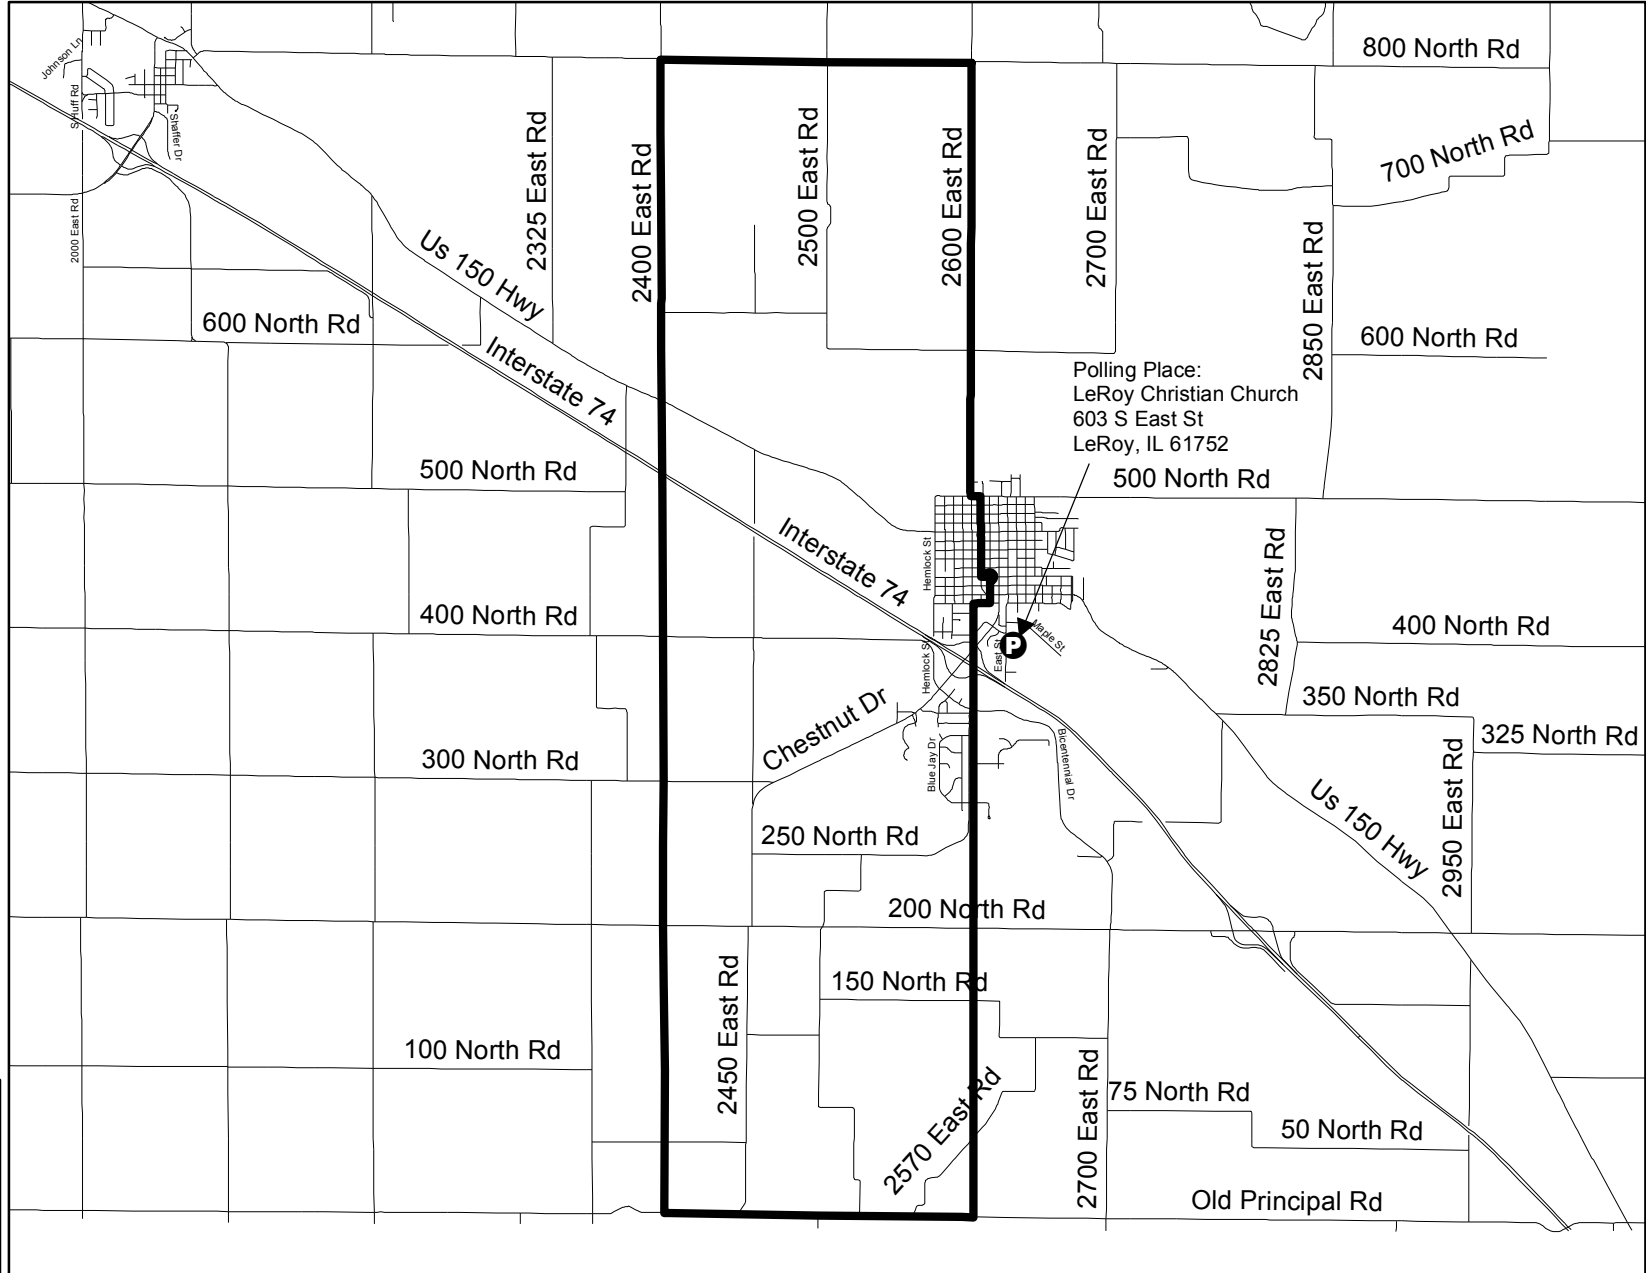 800 North Rd
Johnson Ln
S Huff Rd
Shaffer Dr
700 North Rd
2325 East Rd
2400 East Rd
2500 East Rd
2600 East Rd
2700 East Rd
2000 East Rd
Us 150 Hwy
2850 East Rd
600 North Rd
600 North Rd
Interstate 74
Polling Place:
LeRoy Christian Church
603 S East St
LeRoy, IL 61752
500 North Rd
500 North Rd
Interstate 74
Hemlock St
2825 East Rd
400 North Rd
400 North Rd
Maple St
P
East St
Hemlock St
350 North Rd
Chestnut Dr
325 North Rd
300 North Rd
Blue Jay Dr
Bicentennial Dr
2950 East Rd
Us 150 Hwy
250 North Rd
200 North Rd
150 North Rd
2450 East Rd
100 North Rd
2570 East Rd
2700 East Rd
75 North Rd
50 North Rd
Old Principal Rd